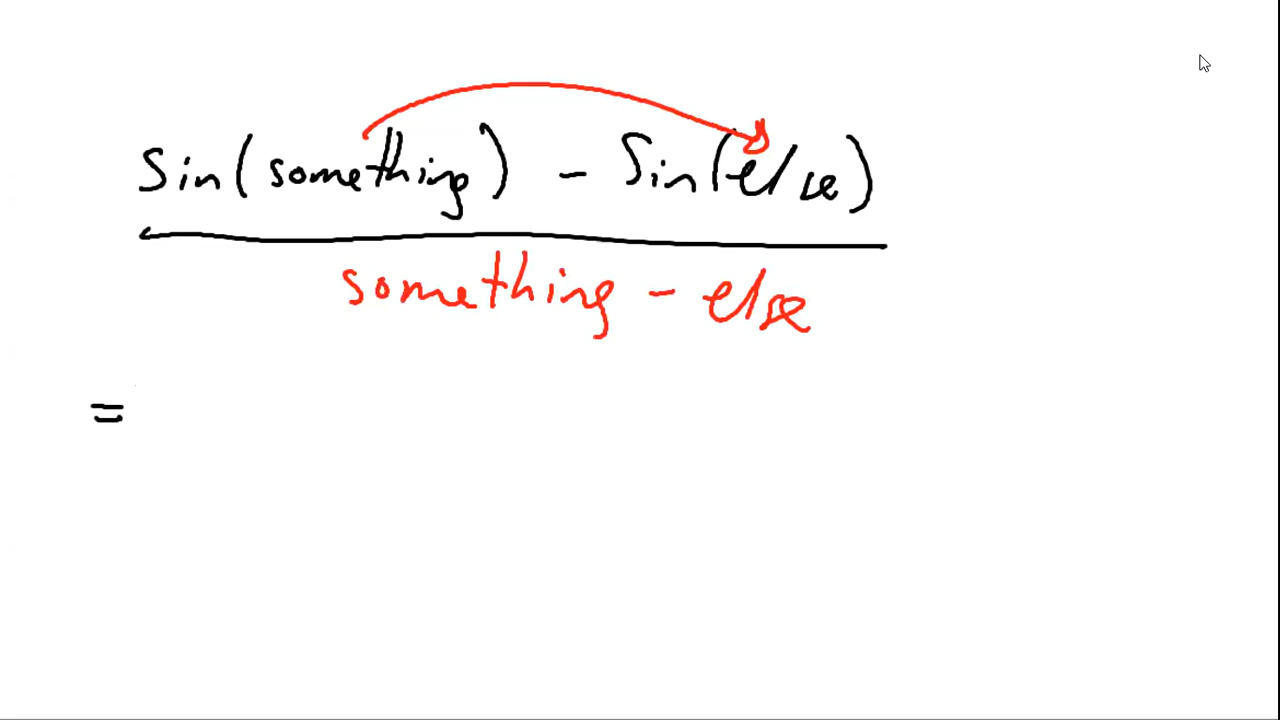 Sin(something) - Sin(else)
something - else
=